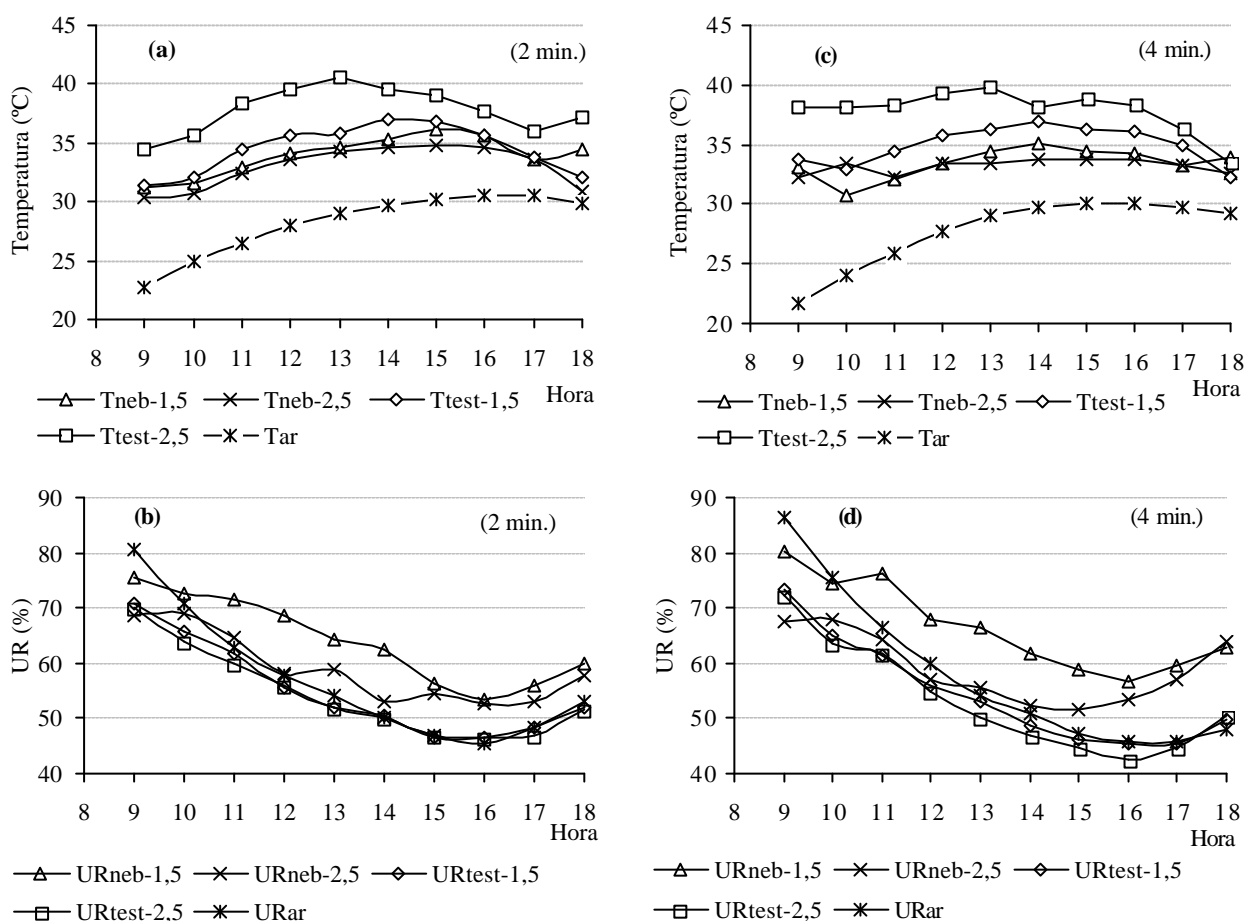 45
40
35
30
25
20
Temperatura (ºC)
(a)
(2 min.)
8 9 10 11 12 13 14 15 16 17 18
Hora
Tneb-1,5 Tneb-2,5 Ttest-1,5
Ttest-2,5 Tar
45
40
35
30
25
20
Temperatura (ºC)
(c)
(4 min.)
8 9 10 11 12 13 14 15 16 17 18
Hora
Tneb-1,5 Tneb-2,5 Ttest-1,5
Ttest-2,5 Tar
90
80
70
60
50
40
UR (%)
(b)
(2 min.)
8 9 10 11 12 13 14 15 16 17 18
Hora
URneb-1,5 URneb-2,5 URtest-1,5
URtest-2,5 URar
90
80
70
60
50
40
UR (%)
(d)
(4 min.)
8 9 10 11 12 13 14 15 16 17 18
Hora
URneb-1,5 URneb-2,5 URtest-1,5
URtest-2,5 URar